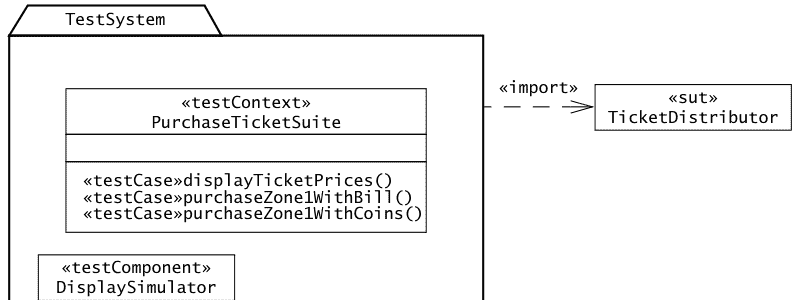 TestSystem
«import»
«testContext»
PurchaseTicketSuite
«sut»
TicketDistributor
«testCase»displayTicketPrices()
«testCase»purchaseZone1WithBill()
«testCase»purchaseZone1WithCoins()
«testComponent»
DisplaySimulator